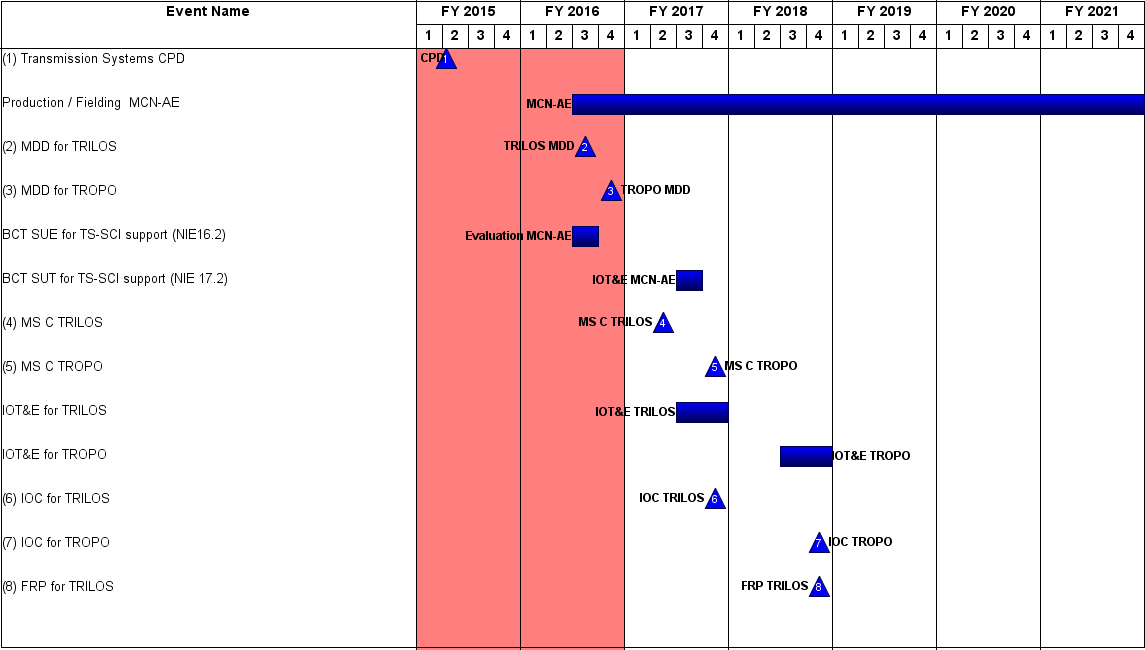 Event Name FY 2015 FY 2016 FY 2017 FY 2018 FY 2019 FY 2020 FY 2021
1 2 3 4 1 2 3 4 1 2 3 4 1 2 3 4 1 2 3 4 1 2 3 4 1 2 3 4
(1) Transmission Systems CPD CPD 1
Production / Fielding MCN-AE MCN-AE
(2) MDD for TRILOS TRILOS MDD 2
(3) MDD for TROPO 3 TROPO MDD
BCT SUE for TS-SCI support (NIE16.2) Evaluation MCN-AE
BCT SUT for TS-SCI support (NIE 17.2) IOT&E MCN-AE
(4) MS C TRILOS MS C TRILOS 4
(5) MS C TROPO 5 MS C TROPO
IOT&E for TRILOS IOT&E TRILOS
IOT&E for TROPO IOT&E TROPO
(6) IOC for TRILOS IOC TRILOS 6
(7) IOC for TROPO 7 IOC TROPO
(8) FRP for TRILOS FRP TRILOS 8